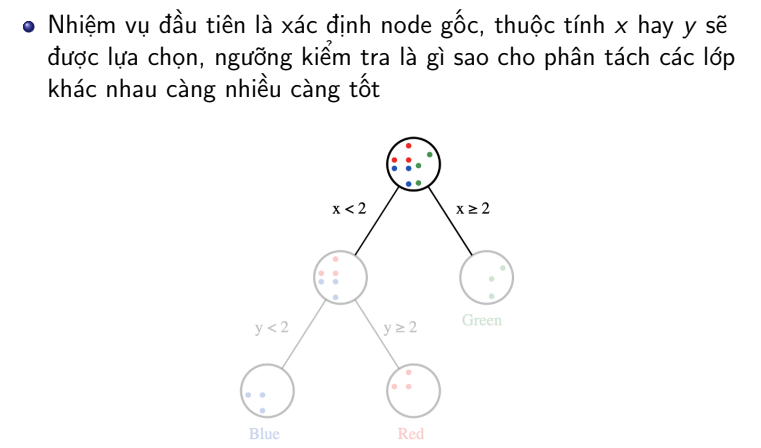 Nhiệm vụ đầu tiên là xác định node gốc, thuộc tính x hay y sẽ
được lựa chọn, ngưỡng kiểm tra là gì sao cho phân tách các lớp
khác nhau càng nhiều càng tốt
x < 2
x ≥ 2
Green
y < 2
y ≥ 2
Blue
Red